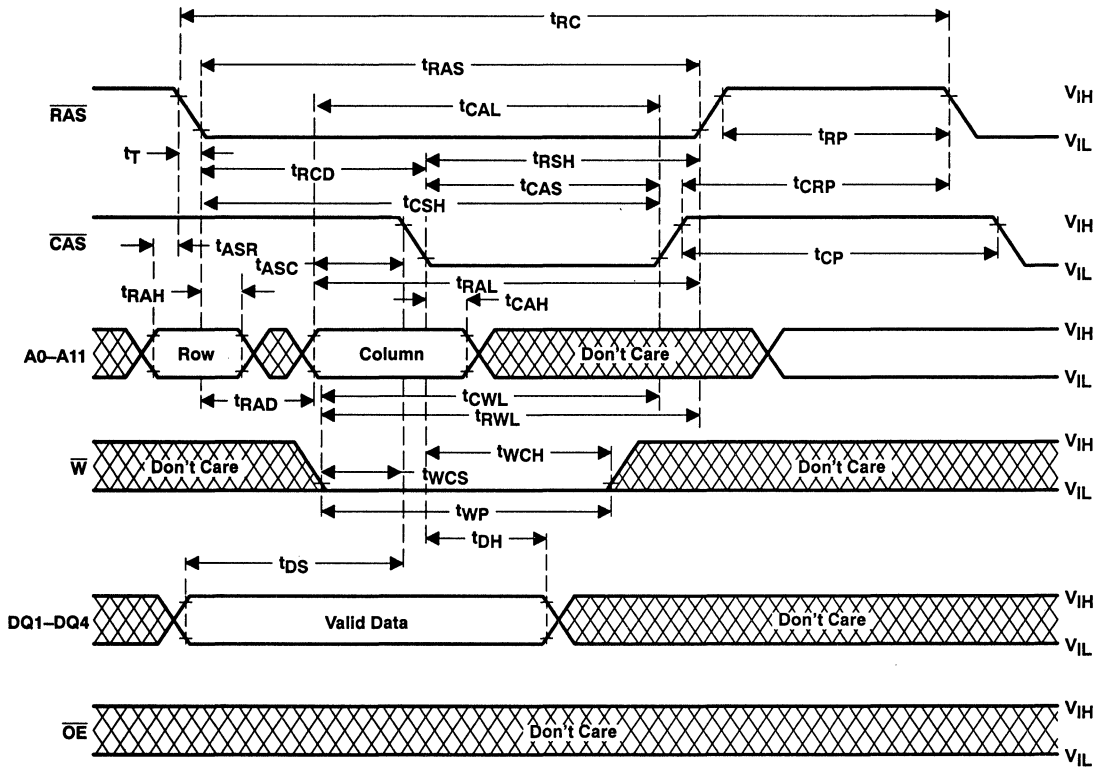 tRC
tRAS
VIH
RAS
tCAL
tRP
VIL
tT
tRCD
tRSH
tCAS
tCRP
tCSH
VIH
CAS
tASR
tASC
tCP
VIL
tRAL
tRAH
tCAH
VIH
A0–A11
Row
Column
Don't Care
VIL
tRAD
tCWL
tRWL
VIH
W
Don't Care
tWCH
Don't Care
tWCS
VIL
tWP
tDH
tDS
VIH
DQ1–DQ4
Valid Data
Don't Care
VIL
VIH
OE
Don't Care
VIL